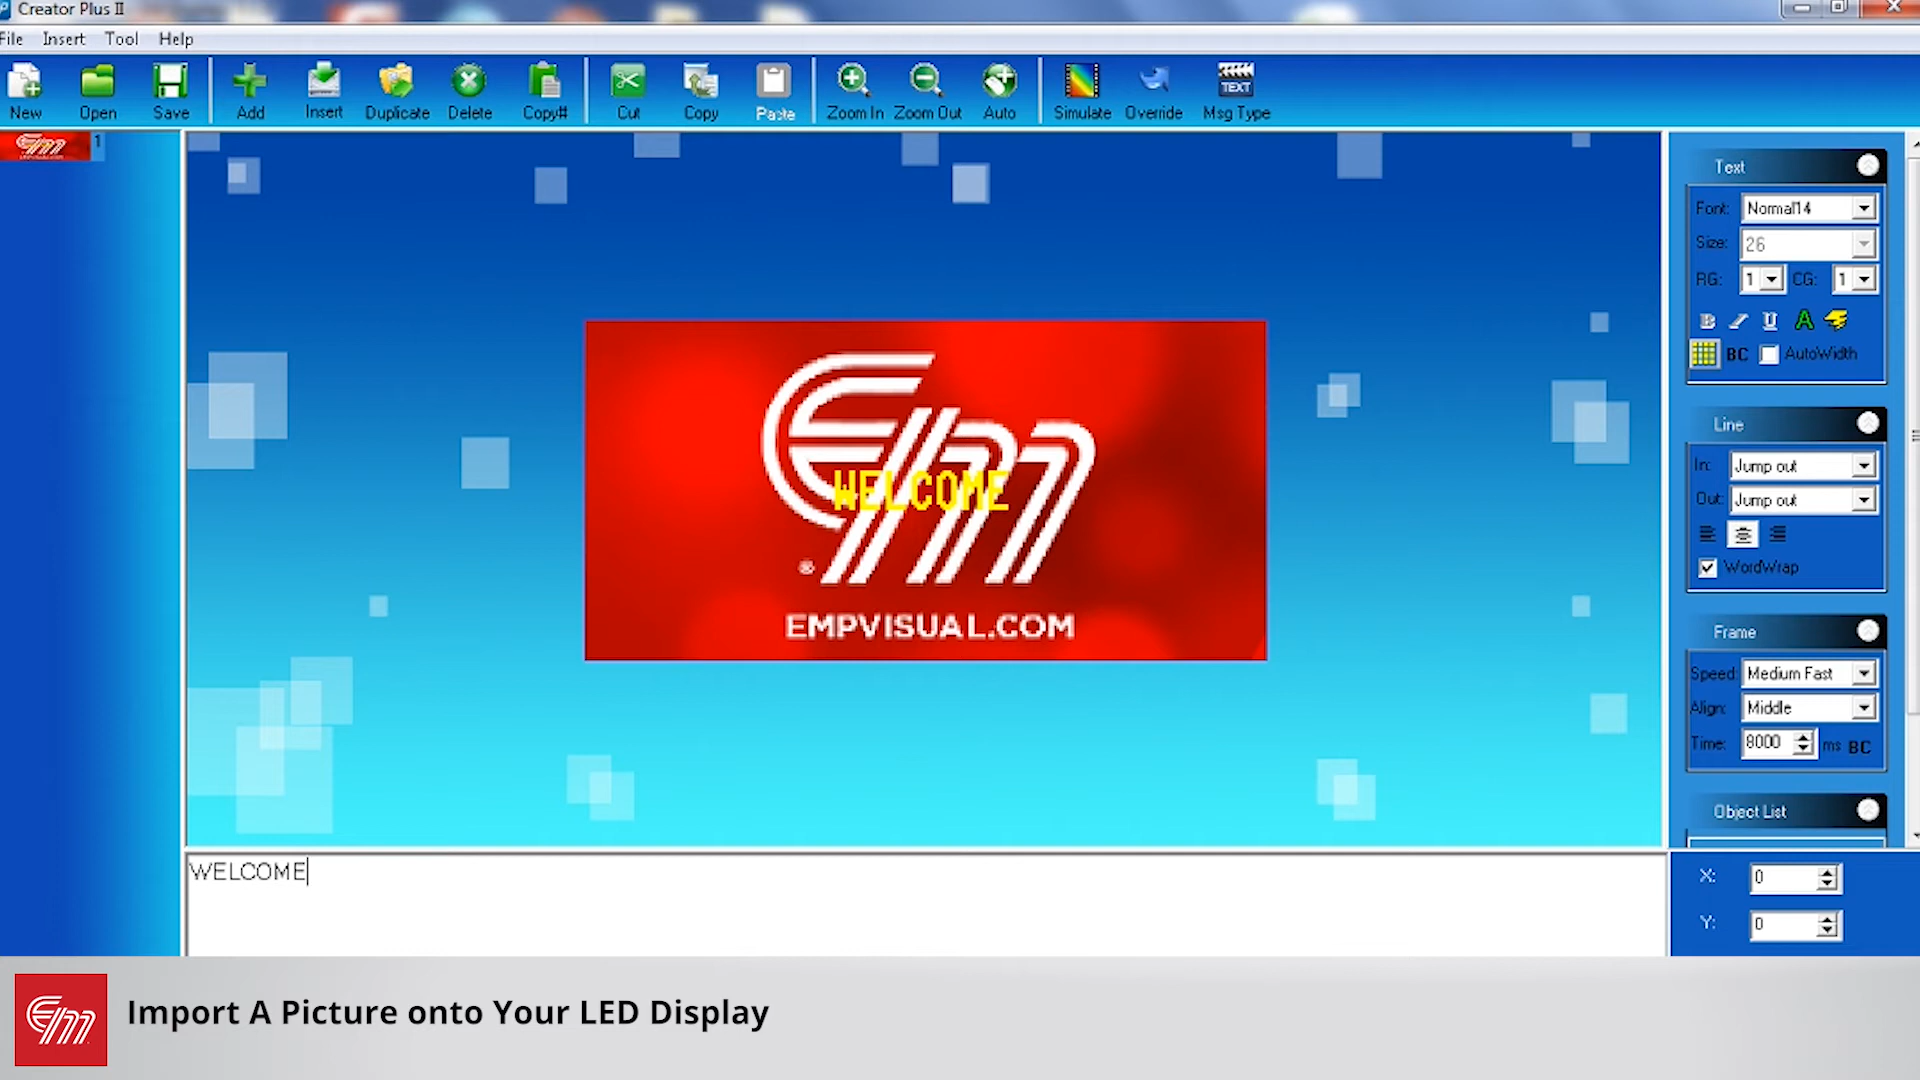 Creator Plus II
File Insert Tool Help
New Open Save Add Insert Duplicate Delete Copy# Cut Copy Paste Zoom In Zoom Out Auto Simulate Override Msg Type
TEXT
1
Text
Font: Normal14
Size: 26
RG: 1 CG: 1
B I U A
BC AutoWidth
Line
In: Jump out
Out: Jump out
WordWrap
Frame
Speed: Medium Fast
Align: Middle
Time: 8000 ms BC
Object List
Em
WELCOME
®
EMPVISUAL.COM
WELCOME
X: 0
Y: 0
Em
Import A Picture onto Your LED Display